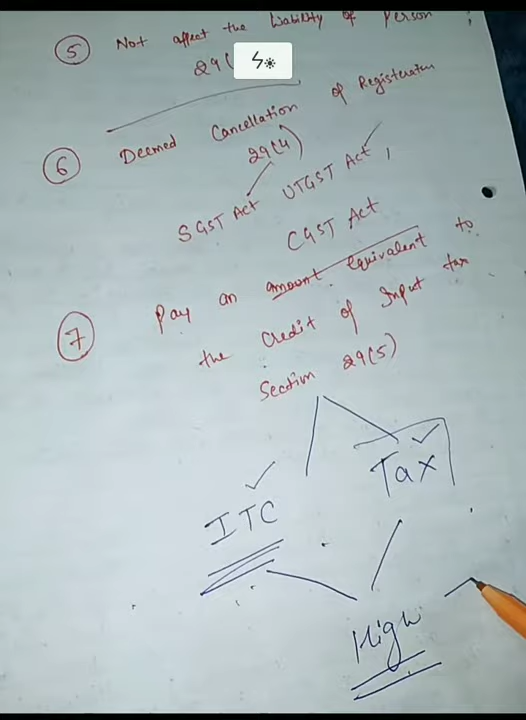 5 Not affect the Liability of Person ;
29(
6 Deemed Cancellation of Registration
29(4)
SGST Act UTGST Act ,
CGST Act
7 Pay an amount equivalent to
the Credit of Input tax
Section 29(5)
ITC Tax
High